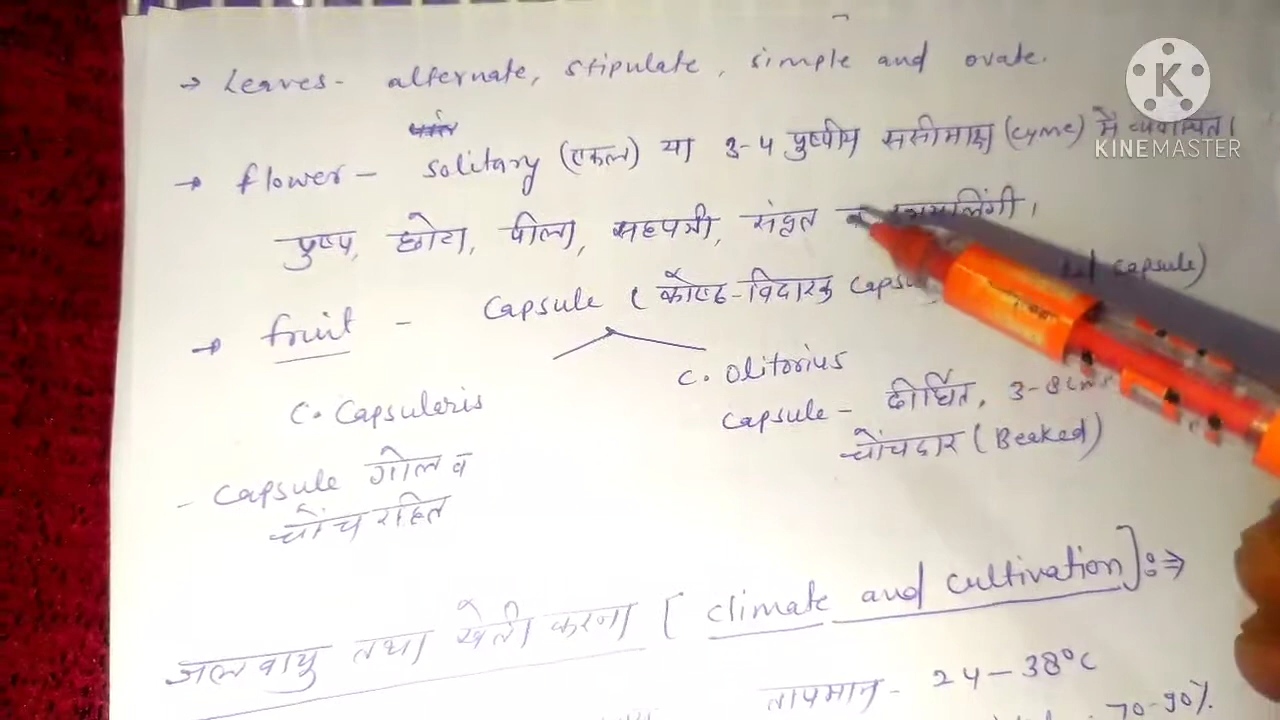 → Leaves - alternate, stipulate, simple and ovate.
→ flower - solitary (एकल) या 3-4 पुष्पीय ससीमाक्ष (cyme) में व्यवस्थित।
पुष्प, छोटा, पीला, सहपत्री, संवृत
→ fruit - Capsule (कोष्ठ-विदारक capsule)
C. Capsularis
C. Olitorius
- Capsule गोल व
चोंच रहित
Capsule - दीर्घित, 3-8cm
चोंचदार (Beaked)
जलवायु तथा खेती करना [climate and cultivation]:⇒
तापमान - 24-38°C
70-90%
K
KINEMASTER